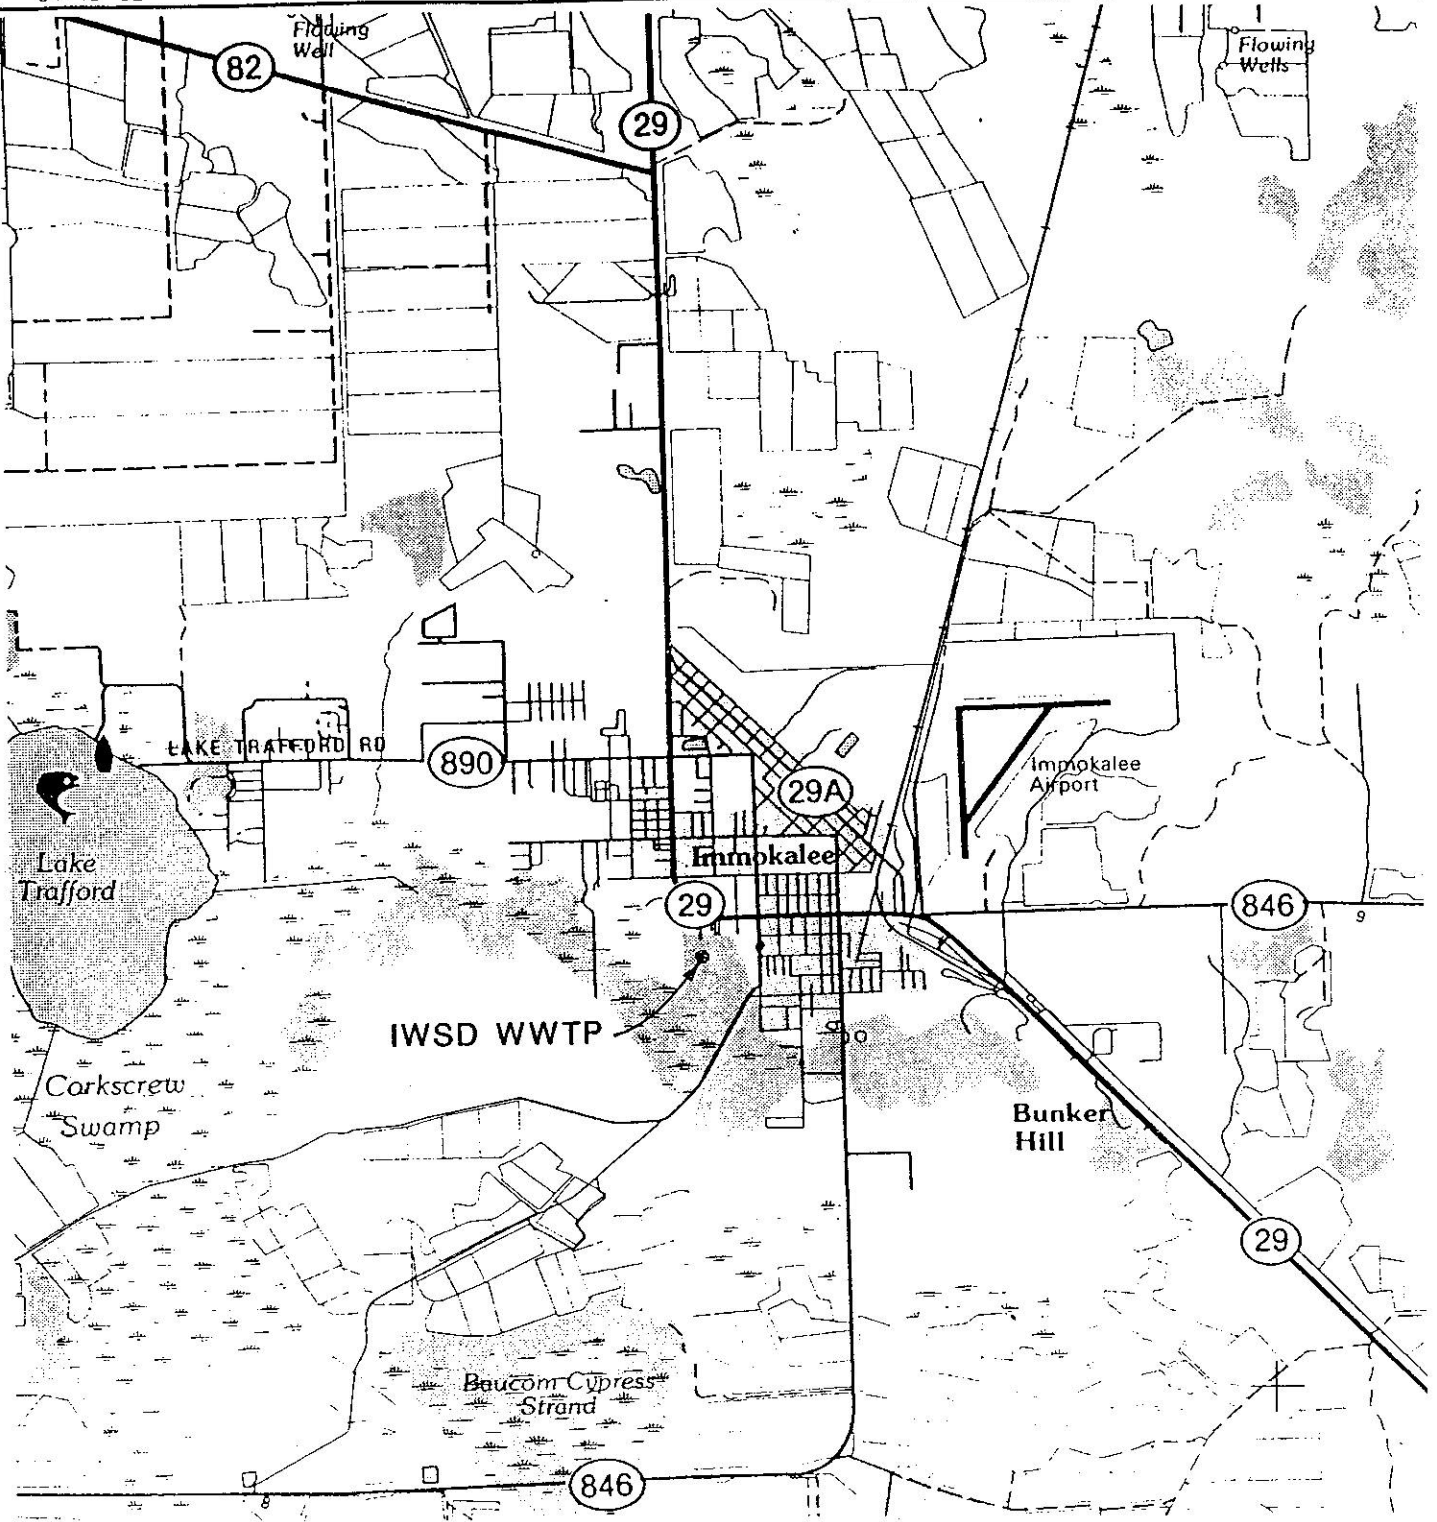 Flowing
Well
82
29
Flowing
Wells
LAKE TRAFFORD RD
890
29A
Immokalee
Airport
Lake
Trafford
Immokalee
29
846
9
IWSD WWTP
Corkscrew
Swamp
Bunker
Hill
29
Baucom Cypress
Strand
846
8
7